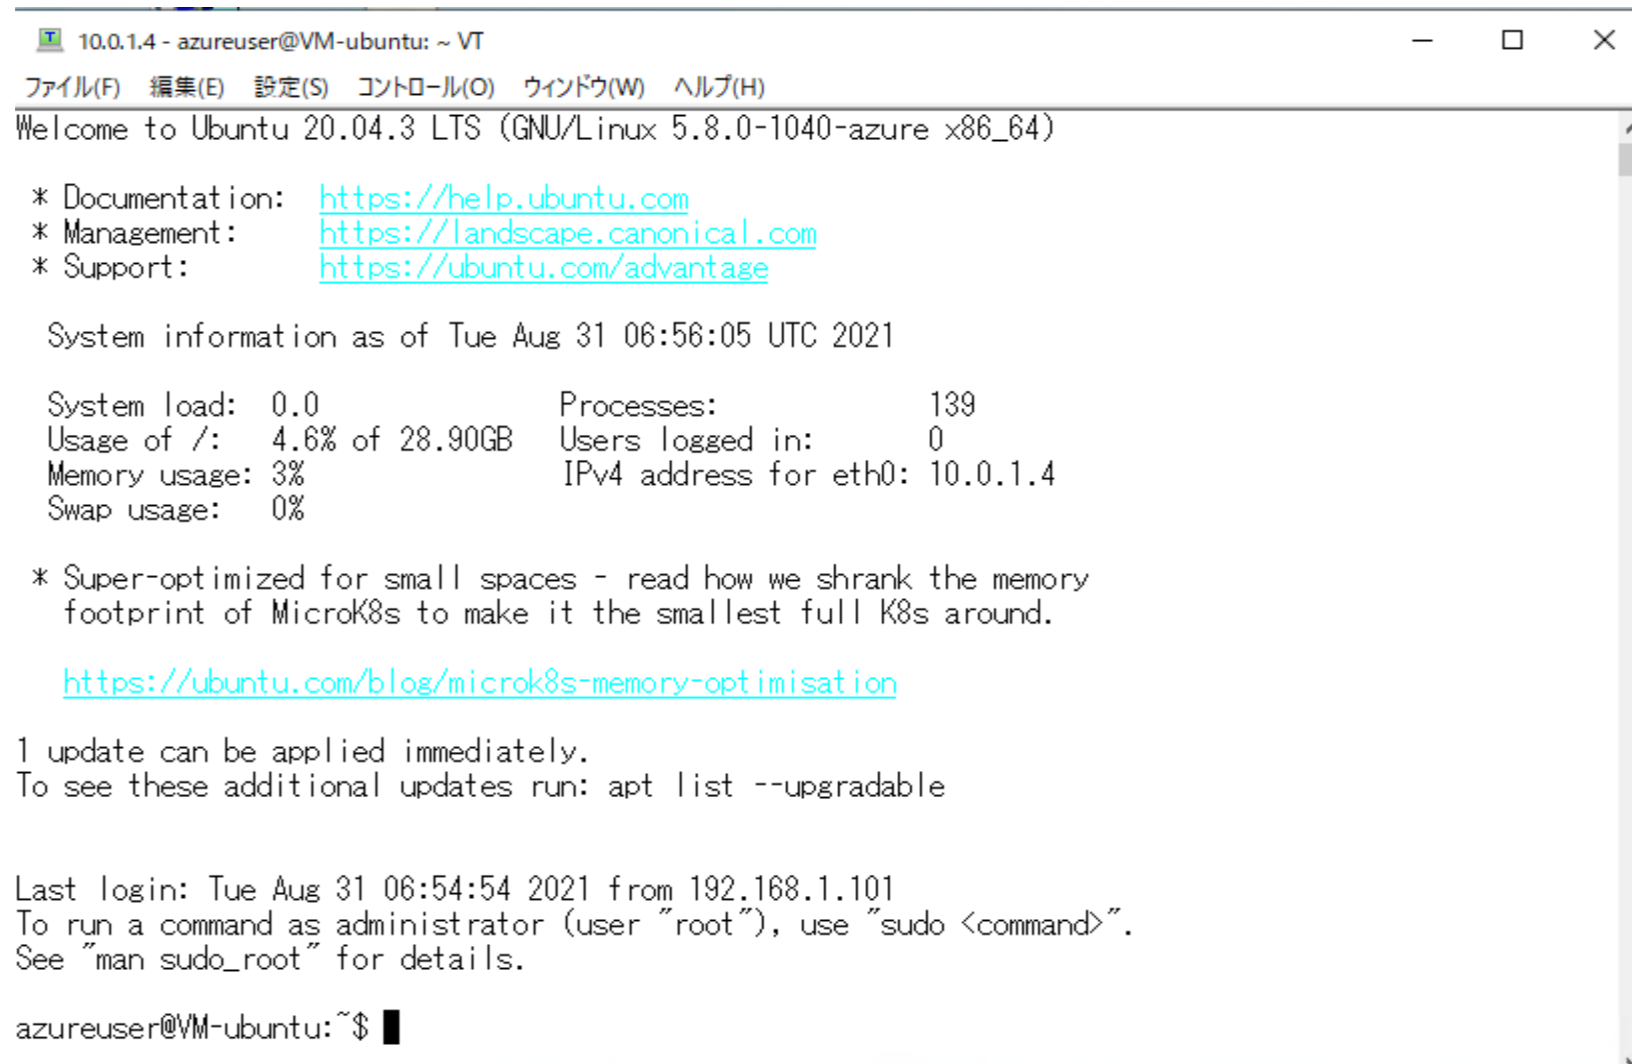 10.0.1.4 - azureuser@VM-ubuntu: ~ VT
ファイル(F) 編集(E) 設定(S) コントロール(O) ウィンドウ(W) ヘルプ(H)
Welcome to Ubuntu 20.04.3 LTS (GNU/Linux 5.8.0-1040-azure x86_64)
* Documentation: https://help.ubuntu.com
* Management: https://landscape.canonical.com
* Support: https://ubuntu.com/advantage
System information as of Tue Aug 31 06:56:05 UTC 2021
System load: 0.0 Processes: 139
Usage of /: 4.6% of 28.90GB Users logged in: 0
Memory usage: 3% IPv4 address for eth0: 10.0.1.4
Swap usage: 0%
* Super-optimized for small spaces - read how we shrank the memory
footprint of MicroK8s to make it the smallest full K8s around.
https://ubuntu.com/blog/microk8s-memory-optimisation
1 update can be applied immediately.
To see these additional updates run: apt list --upgradable
Last login: Tue Aug 31 06:54:54 2021 from 192.168.1.101
To run a command as administrator (user "root"), use "sudo <command>".
See "man sudo_root" for details.
azureuser@VM-ubuntu:~$